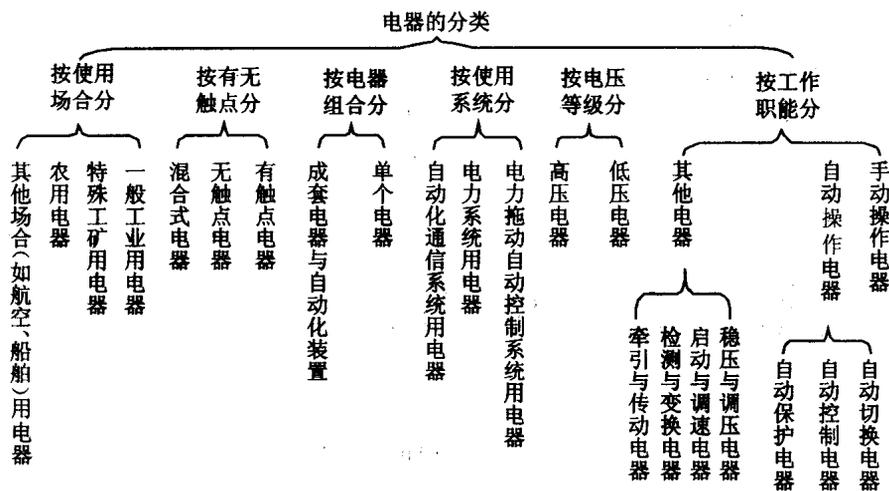 电器的分类
按使用
场合分
按有无
触点分
按电器
组合分
按使用
系统分
按电压
等级分
按工作
职能分
其他场合(如航空、船舶)用电器
农用电器
特殊工矿用电器
一般工业用电器
混合式电器
无触点电器
有触点电器
成套电器与自动化装置
单个电器
自动化通信系统用电器
电力系统用电器
电力拖动自动控制系统用电器
高压电器
低压电器
其他电器
自动操作电器
手动操作电器
牵引与传动电器
检测与变换电器
启动与调速电器
稳压与调压电器
自动保护电器
自动控制电器
自动切换电器